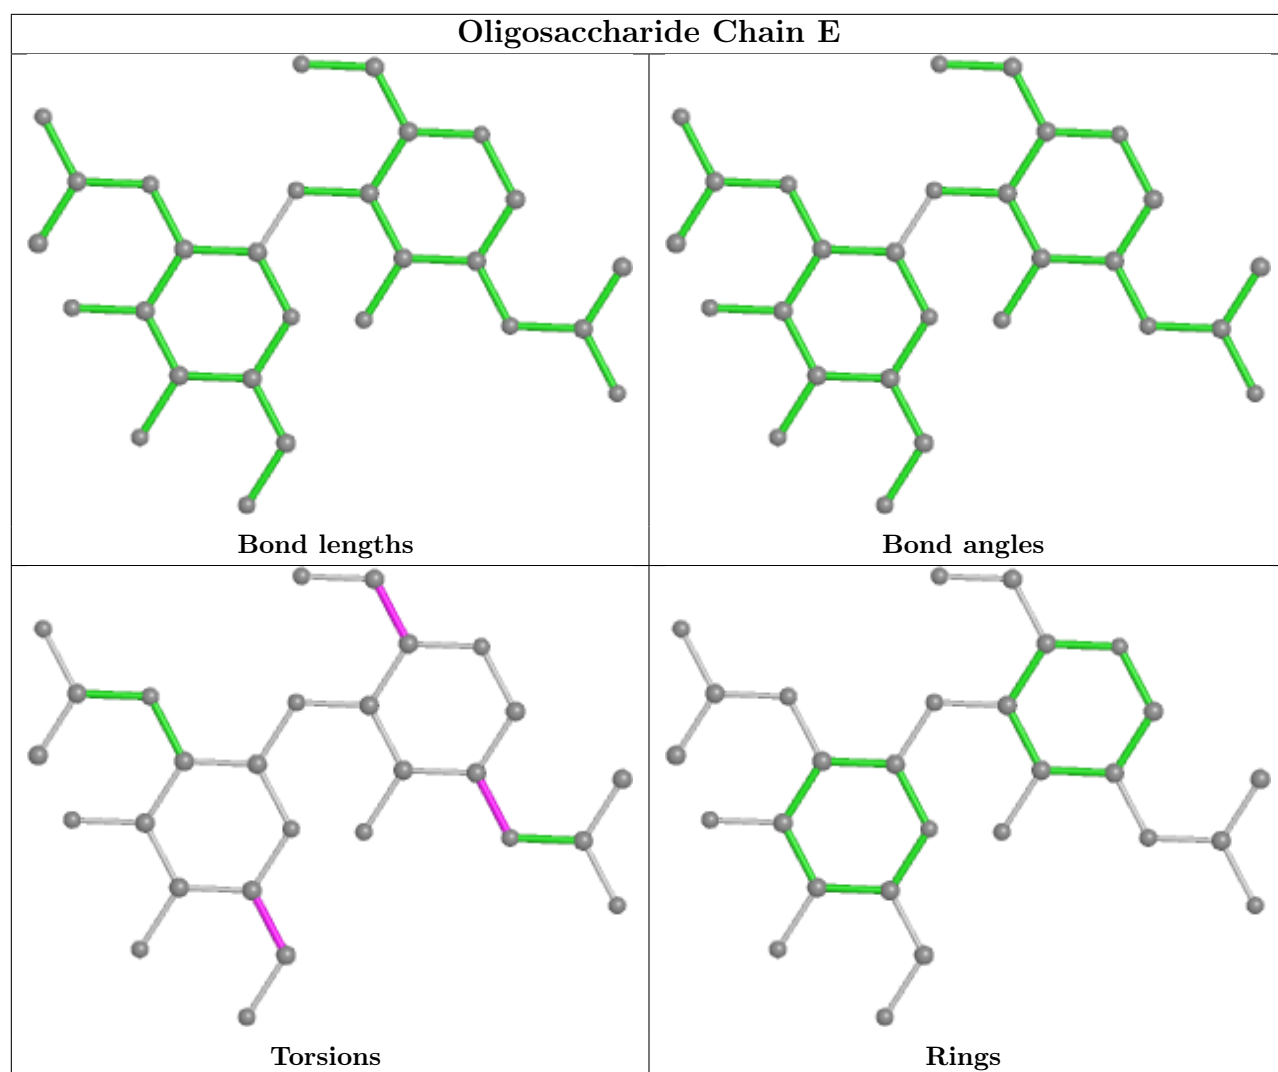 Oligosaccharide Chain E
Bond lengths
Bond angles
Torsions
Rings